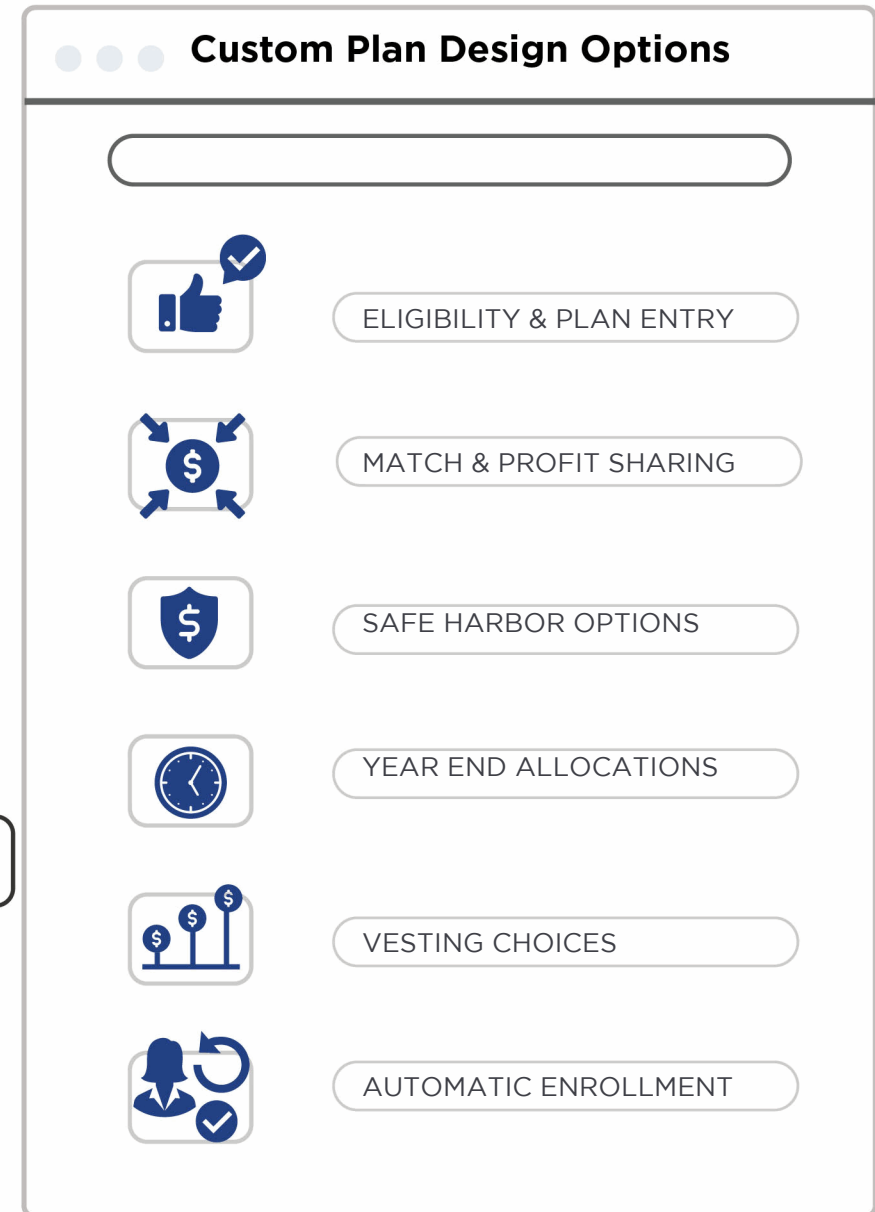 Custom Plan Design Options
ELIGIBILITY & PLAN ENTRY
$
MATCH & PROFIT SHARING
$
SAFE HARBOR OPTIONS
YEAR END ALLOCATIONS
$ $ $
VESTING CHOICES
AUTOMATIC ENROLLMENT